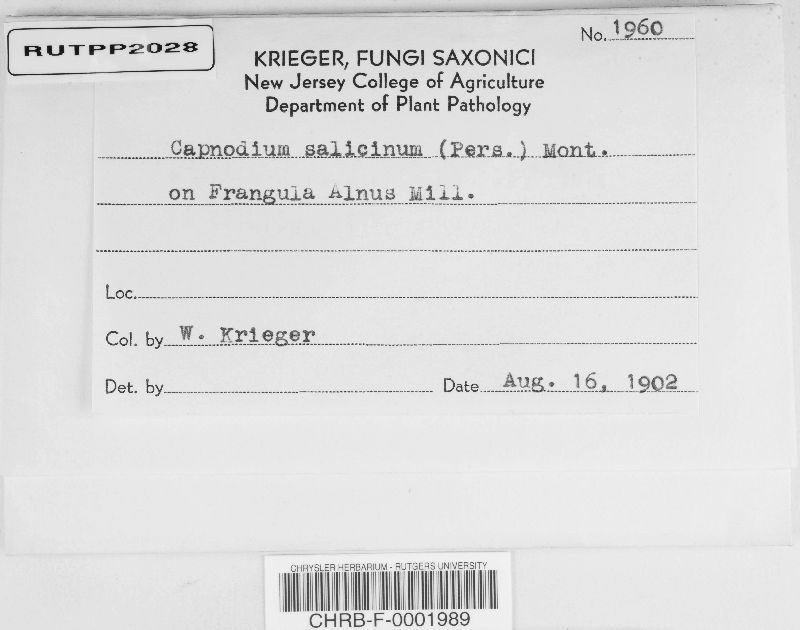 RUTPP2028
No. 1960
KRIEGER, FUNGI SAXONICI
New Jersey College of Agriculture
Department of Plant Pathology
Capnodium salicinum (Pers.) Mont.
on Frangula Alnus Mill.
Loc.
Col. by W. Krieger
Det. by Date Aug. 16, 1902
CHRYSLER HERBARIUM - RUTGERS UNIVERSITY
CHRB-F-0001989